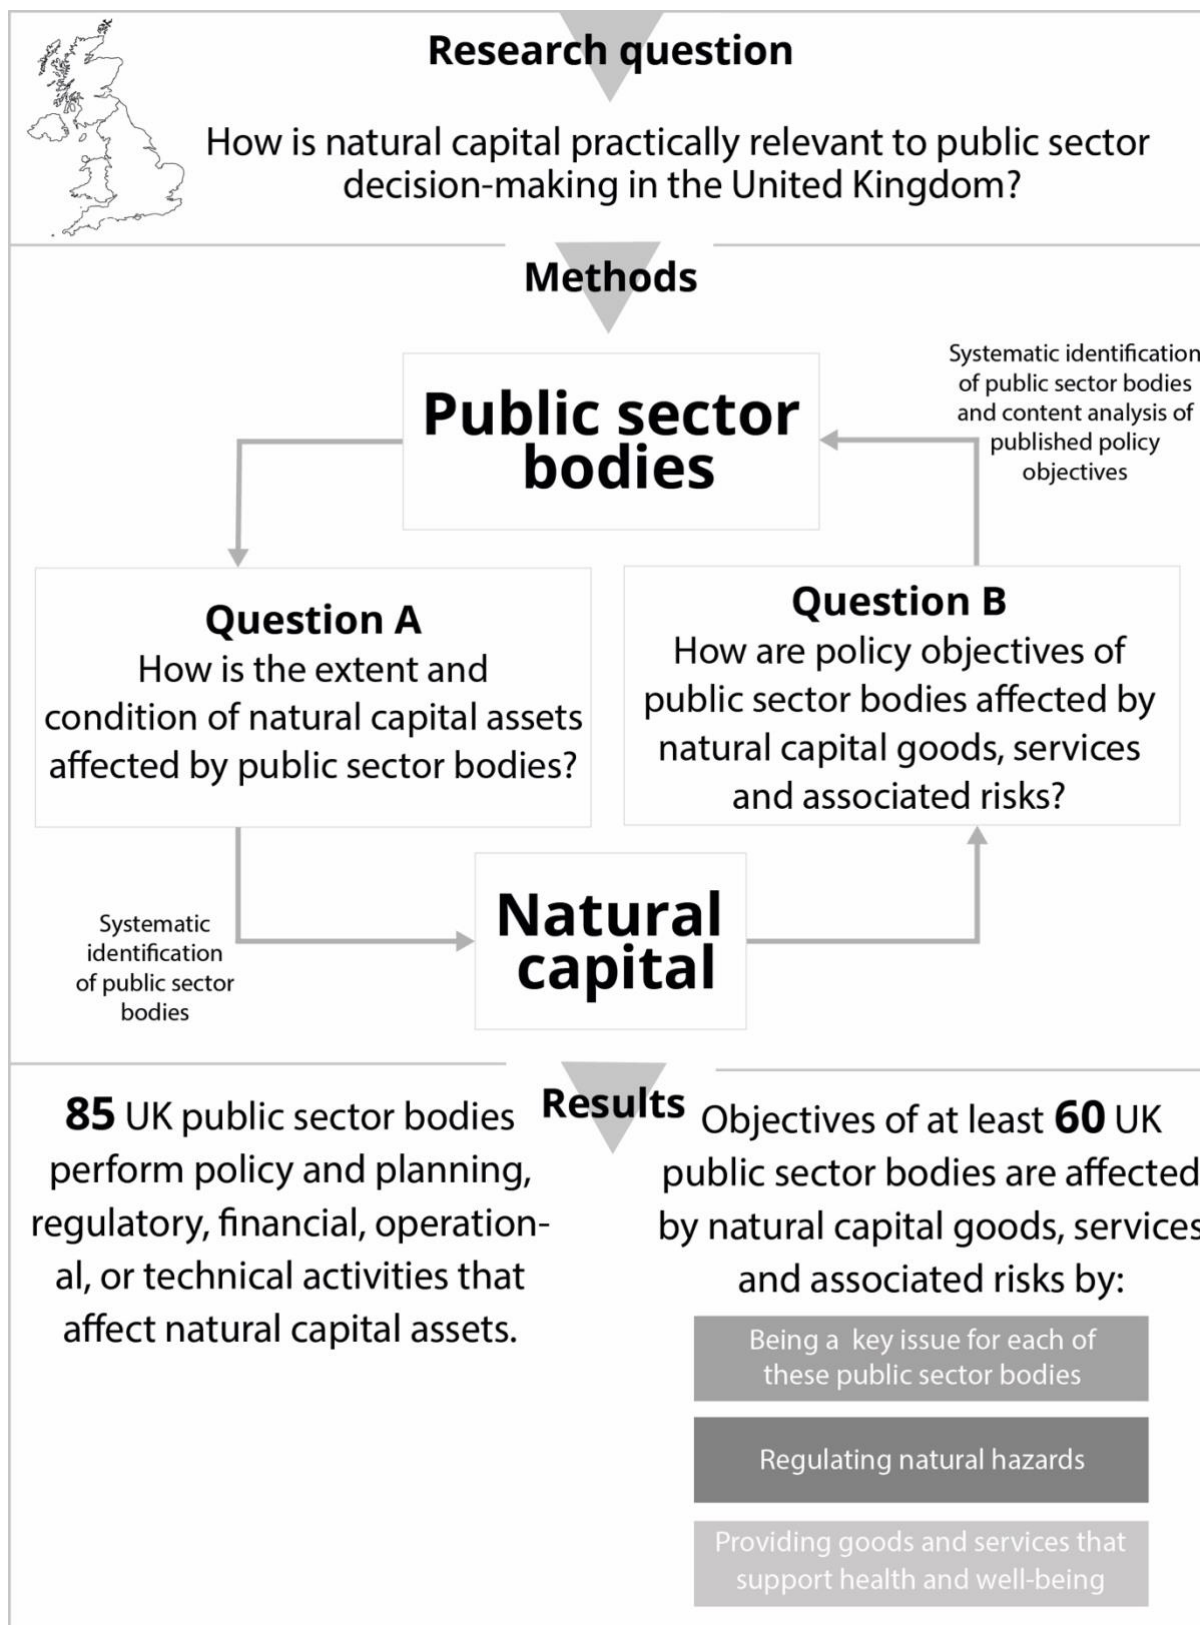 Research question
How is natural capital practically relevant to public sector
decision-making in the United Kingdom?
Methods
Public sector
bodies
Systematic identification
of public sector bodies
and content analysis of
published policy
objectives
Question A
How is the extent and
condition of natural capital assets
affected by public sector bodies?
Question B
How are policy objectives of
public sector bodies affected by
natural capital goods, services
and associated risks?
Systematic
identification
of public sector
bodies
Natural
capital
Results
85 UK public sector bodies
perform policy and planning,
regulatory, financial, operation-
al, or technical activities that
affect natural capital assets.
Objectives of at least 60 UK
public sector bodies are affected
by natural capital goods, services
and associated risks by:
Being a key issue for each of
these public sector bodies
Regulating natural hazards
Providing goods and services that
support health and well-being